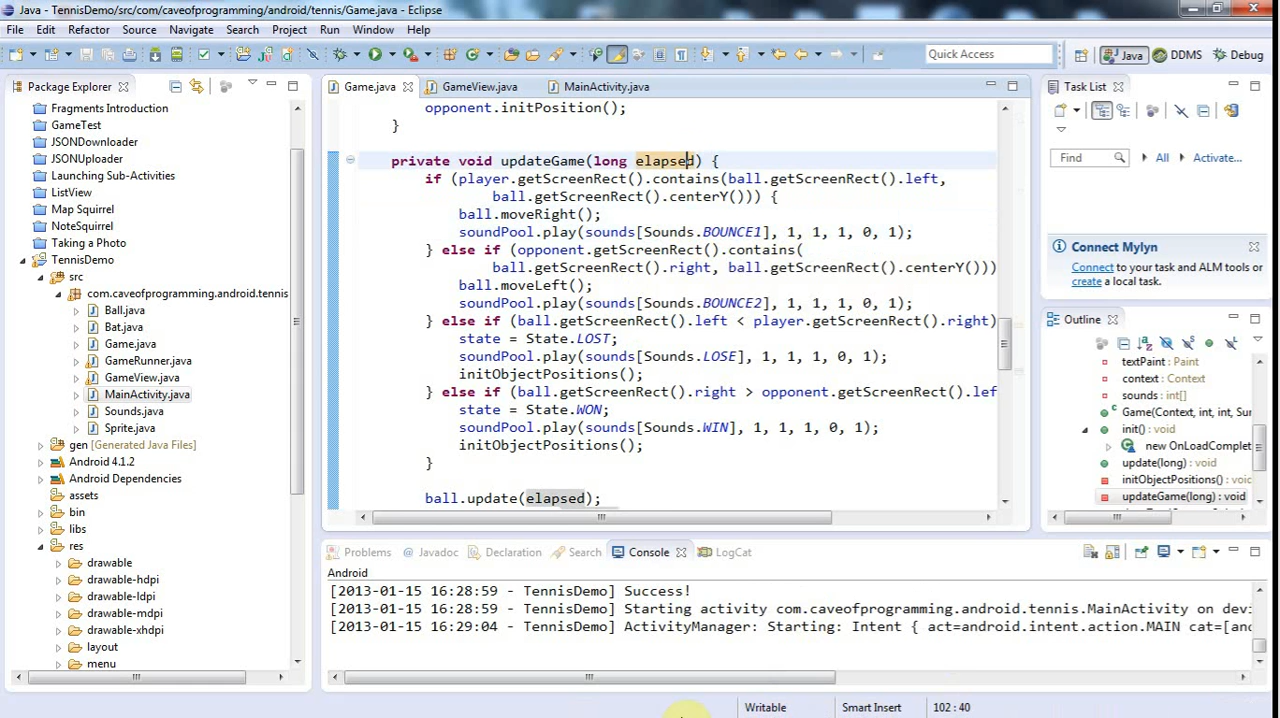 Java - TennisDemo/src/com/caveofprogramming/android/tennis/Game.java - Eclipse
File Edit Refactor Source Navigate Search Project Run Window Help
Quick Access
Java DDMS Debug
Package Explorer
Fragments Introduction
GameTest
JSONDownloader
JSONUploader
Launching Sub-Activities
ListView
Map Squirrel
NoteSquirrel
Taking a Photo
TennisDemo
src
com.caveofprogramming.android.tennis
Ball.java
Bat.java
Game.java
GameRunner.java
GameView.java
MainActivity.java
Sounds.java
Sprite.java
gen [Generated Java Files]
Android 4.1.2
Android Dependencies
assets
bin
libs
res
drawable
drawable-hdpi
drawable-ldpi
drawable-mdpi
drawable-xhdpi
layout
menu
Game.java GameView.java MainActivity.java
opponent.initPosition();
}
private void updateGame(long elapsed) {
if (player.getScreenRect().contains(ball.getScreenRect().left,
ball.getScreenRect().centerY())) {
ball.moveRight();
soundPool.play(sounds[Sounds.BOUNCE1], 1, 1, 1, 0, 1);
} else if (opponent.getScreenRect().contains(
ball.getScreenRect().right, ball.getScreenRect().centerY()))
ball.moveLeft();
soundPool.play(sounds[Sounds.BOUNCE2], 1, 1, 1, 0, 1);
} else if (ball.getScreenRect().left < player.getScreenRect().right)
state = State.LOST;
soundPool.play(sounds[Sounds.LOSE], 1, 1, 1, 0, 1);
initObjectPositions();
} else if (ball.getScreenRect().right > opponent.getScreenRect().lef
state = State.WON;
soundPool.play(sounds[Sounds.WIN], 1, 1, 1, 0, 1);
initObjectPositions();
}
ball.update(elapsed);
Task List
Find All Activate...
Connect Mylyn
Connect to your task and ALM tools or
create a local task.
Outline
textPaint : Paint
context : Context
sounds : int[]
Game(Context, int, int, Sur
init() : void
new OnLoadComplet
update(long) : void
initObjectPositions() : void
updateGame(long) : void
Problems Javadoc Declaration Search Console LogCat
Android
[2013-01-15 16:28:59 - TennisDemo] Success!
[2013-01-15 16:28:59 - TennisDemo] Starting activity com.caveofprogramming.android.tennis.MainActivity on devi
[2013-01-15 16:29:04 - TennisDemo] ActivityManager: Starting: Intent { act=android.intent.action.MAIN cat=[and
Writable Smart Insert 102 : 40